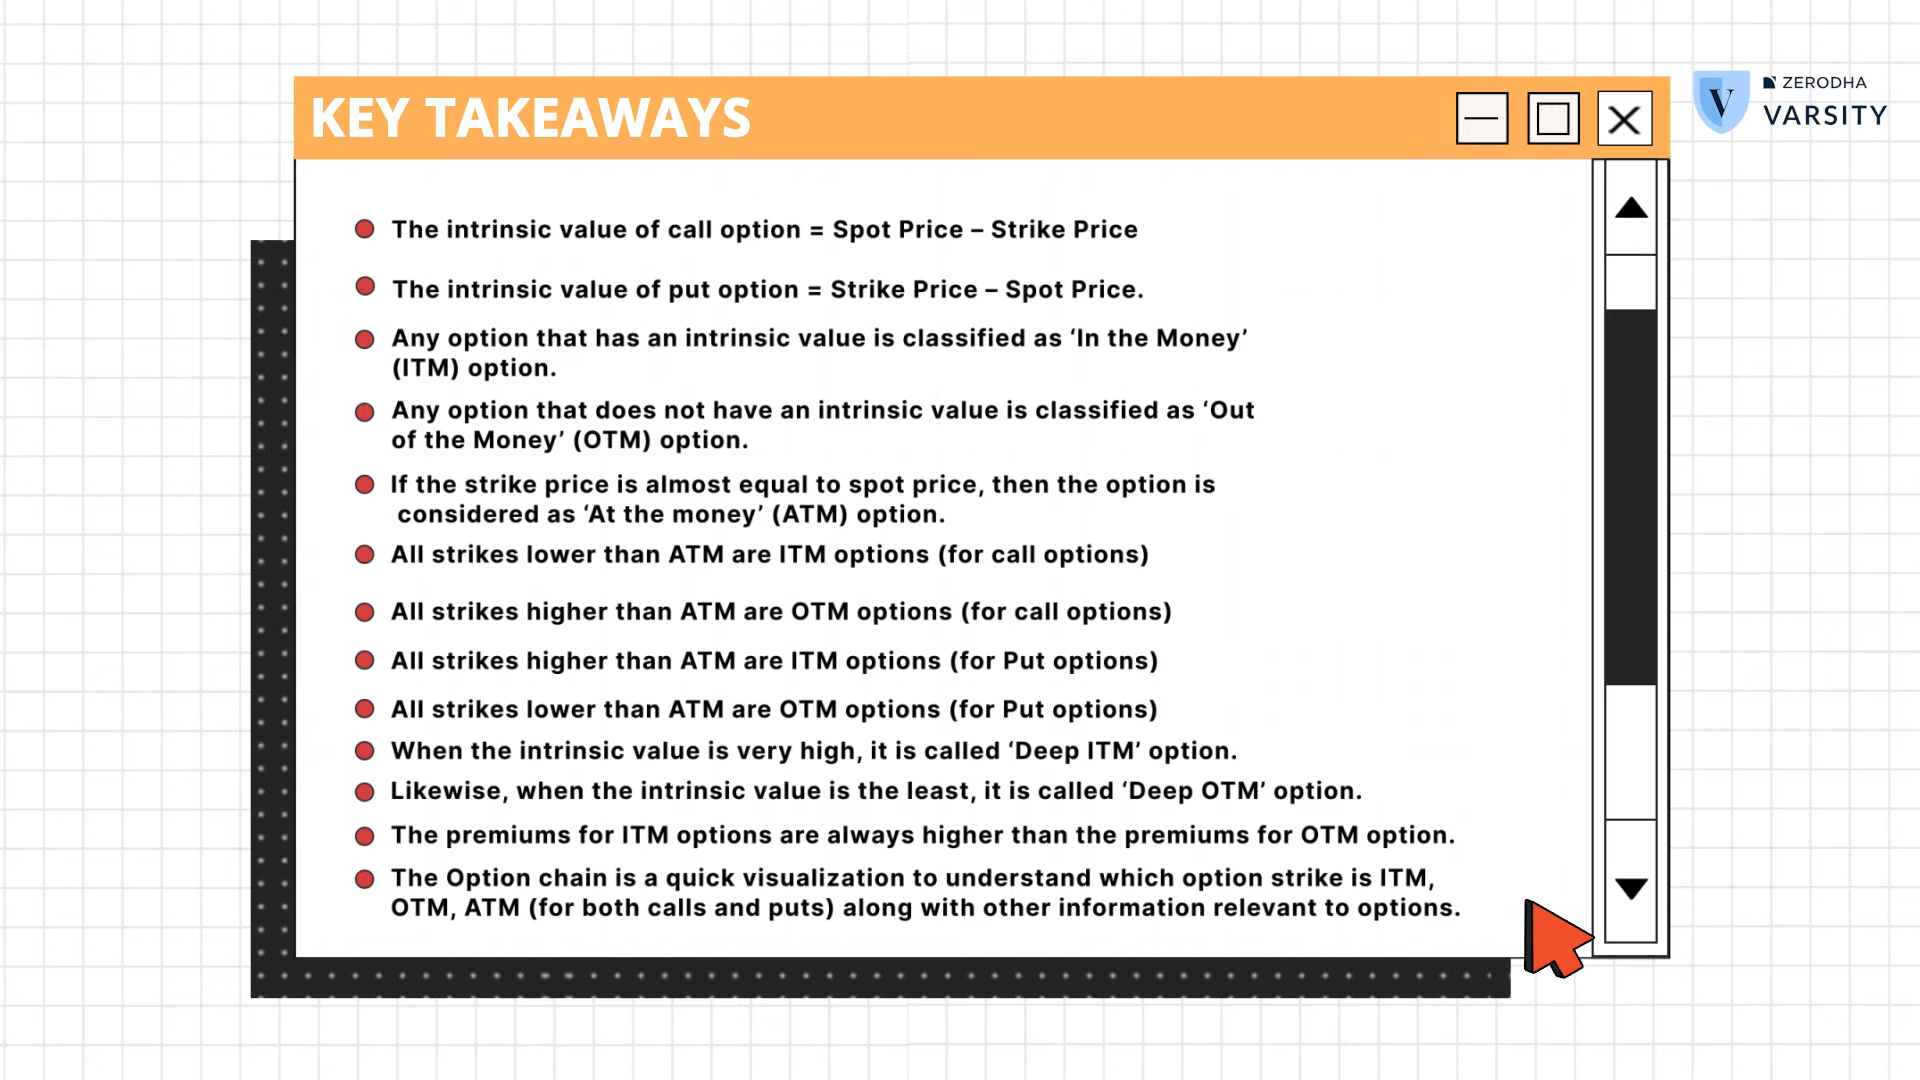 KEY TAKEAWAYS
ZERODHA
VARSITY
The intrinsic value of call option = Spot Price – Strike Price
The intrinsic value of put option = Strike Price – Spot Price.
Any option that has an intrinsic value is classified as ‘In the Money’
(ITM) option.
Any option that does not have an intrinsic value is classified as ‘Out
of the Money’ (OTM) option.
If the strike price is almost equal to spot price, then the option is
considered as ‘At the money’ (ATM) option.
All strikes lower than ATM are ITM options (for call options)
All strikes higher than ATM are OTM options (for call options)
All strikes higher than ATM are ITM options (for Put options)
All strikes lower than ATM are OTM options (for Put options)
When the intrinsic value is very high, it is called ‘Deep ITM’ option.
Likewise, when the intrinsic value is the least, it is called ‘Deep OTM’ option.
The premiums for ITM options are always higher than the premiums for OTM option.
The Option chain is a quick visualization to understand which option strike is ITM,
OTM, ATM (for both calls and puts) along with other information relevant to options.